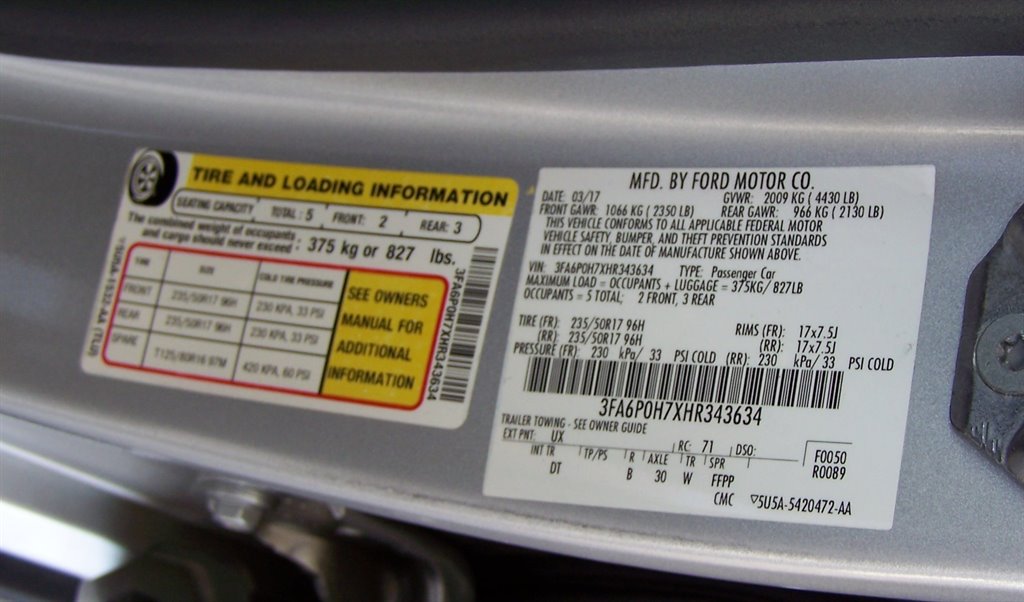 TIRE AND LOADING INFORMATION
SEATING CAPACITY TOTAL : 5 FRONT: 2 REAR: 3
The combined weight of occupants
and cargo should never exceed : 375 kg or 827 lbs.
TIRE SIZE COLD TIRE PRESSURE
FRONT 235/50R17 96H 230 KPA, 33 PSI
REAR 235/50R17 96H 230 KPA, 33 PSI
SPARE T125/80R16 97M 420 KPA, 60 PSI
SEE OWNERS
MANUAL FOR
ADDITIONAL
INFORMATION
3FA6P0H7XHR343634
MFD. BY FORD MOTOR CO.
DATE: 03/17 GVWR: 2009 KG ( 4430 LB)
FRONT GAWR: 1066 KG ( 2350 LB) REAR GAWR: 966 KG ( 2130 LB)
THIS VEHICLE CONFORMS TO ALL APPLICABLE FEDERAL MOTOR
VEHICLE SAFETY, BUMPER, AND THEFT PREVENTION STANDARDS
IN EFFECT ON THE DATE OF MANUFACTURE SHOWN ABOVE.
VIN: 3FA6P0H7XHR343634 TYPE: Passenger Car
MAXIMUM LOAD = OCCUPANTS + LUGGAGE = 375KG/ 827LB
OCCUPANTS = 5 TOTAL; 2 FRONT, 3 REAR
TIRE (FR): 235/50R17 96H RIMS (FR): 17x7.5J
(RR): 235/50R17 96H (RR): 17x7.5J
PRESSURE (FR): 230 kPa/ 33 PSI COLD (RR): 230 kPa/ 33 PSI COLD
3FA6P0H7XHR343634
TRAILER TOWING - SEE OWNER GUIDE
EXT PNT: UX RC: 71 DSO:
INT TR TP/PS R AXLE TR SPR
DT B 30 W FFPP
F0050
R0089
CMC 5U5A-5420472-AA